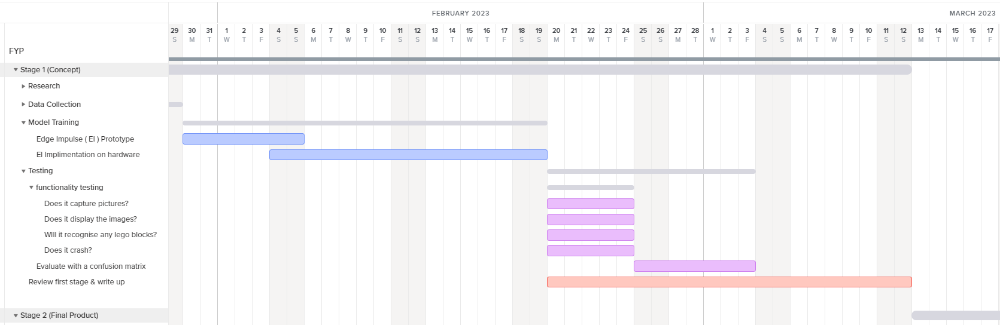 FEBRUARY 2023 MARCH 2023
29 30 31 1 2 3 4 5 6 7 8 9 10 11 12 13 14 15 16 17 18 19 20 21 22 23 24 25 26 27 28 1 2 3 4 5 6 7 8 9 10 11 12 13 14 15 16 17
S M T W T F S S M T W T F S S M T W T F S S M T W T F S S M T W T F S S M T W T F S S M T W T F
FYP
Stage 1 (Concept)
Research
Data Collection
Model Training
Edge Impulse ( EI ) Prototype
EI Implimentation on hardware
Testing
functionality testing
Does it capture pictures?
Does it display the images?
WIll it recognise any lego blocks?
Does it crash?
Evaluate with a confusion matrix
Review first stage & write up
Stage 2 (Final Product)